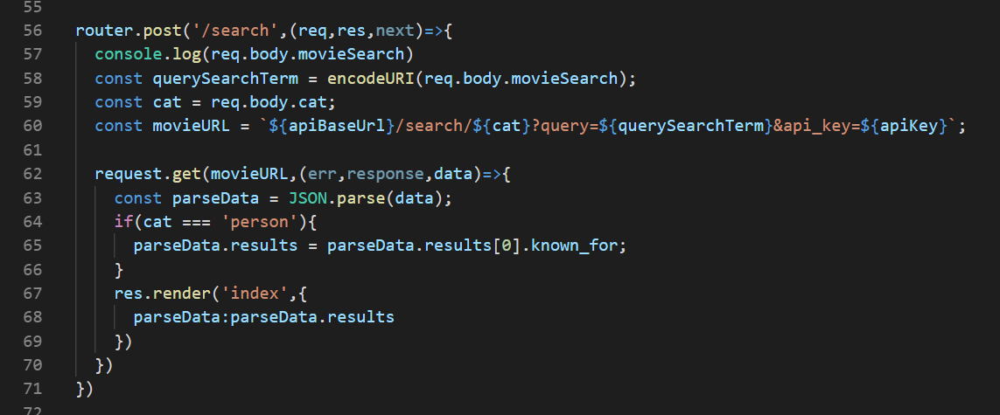 55
56 router.post('/search',(req,res,next)=>{
57 console.log(req.body.movieSearch)
58 const querySearchTerm = encodeURI(req.body.movieSearch);
59 const cat = req.body.cat;
60 const movieURL = `${apiBaseUrl}/search/${cat}?query=${querySearchTerm}&api_key=${apiKey}`;
61
62 request.get(movieURL,(err,response,data)=>{
63 const parseData = JSON.parse(data);
64 if(cat === 'person'){
65 parseData.results = parseData.results[0].known_for;
66 }
67 res.render('index',{
68 parseData:parseData.results
69 })
70 })
71 })
72